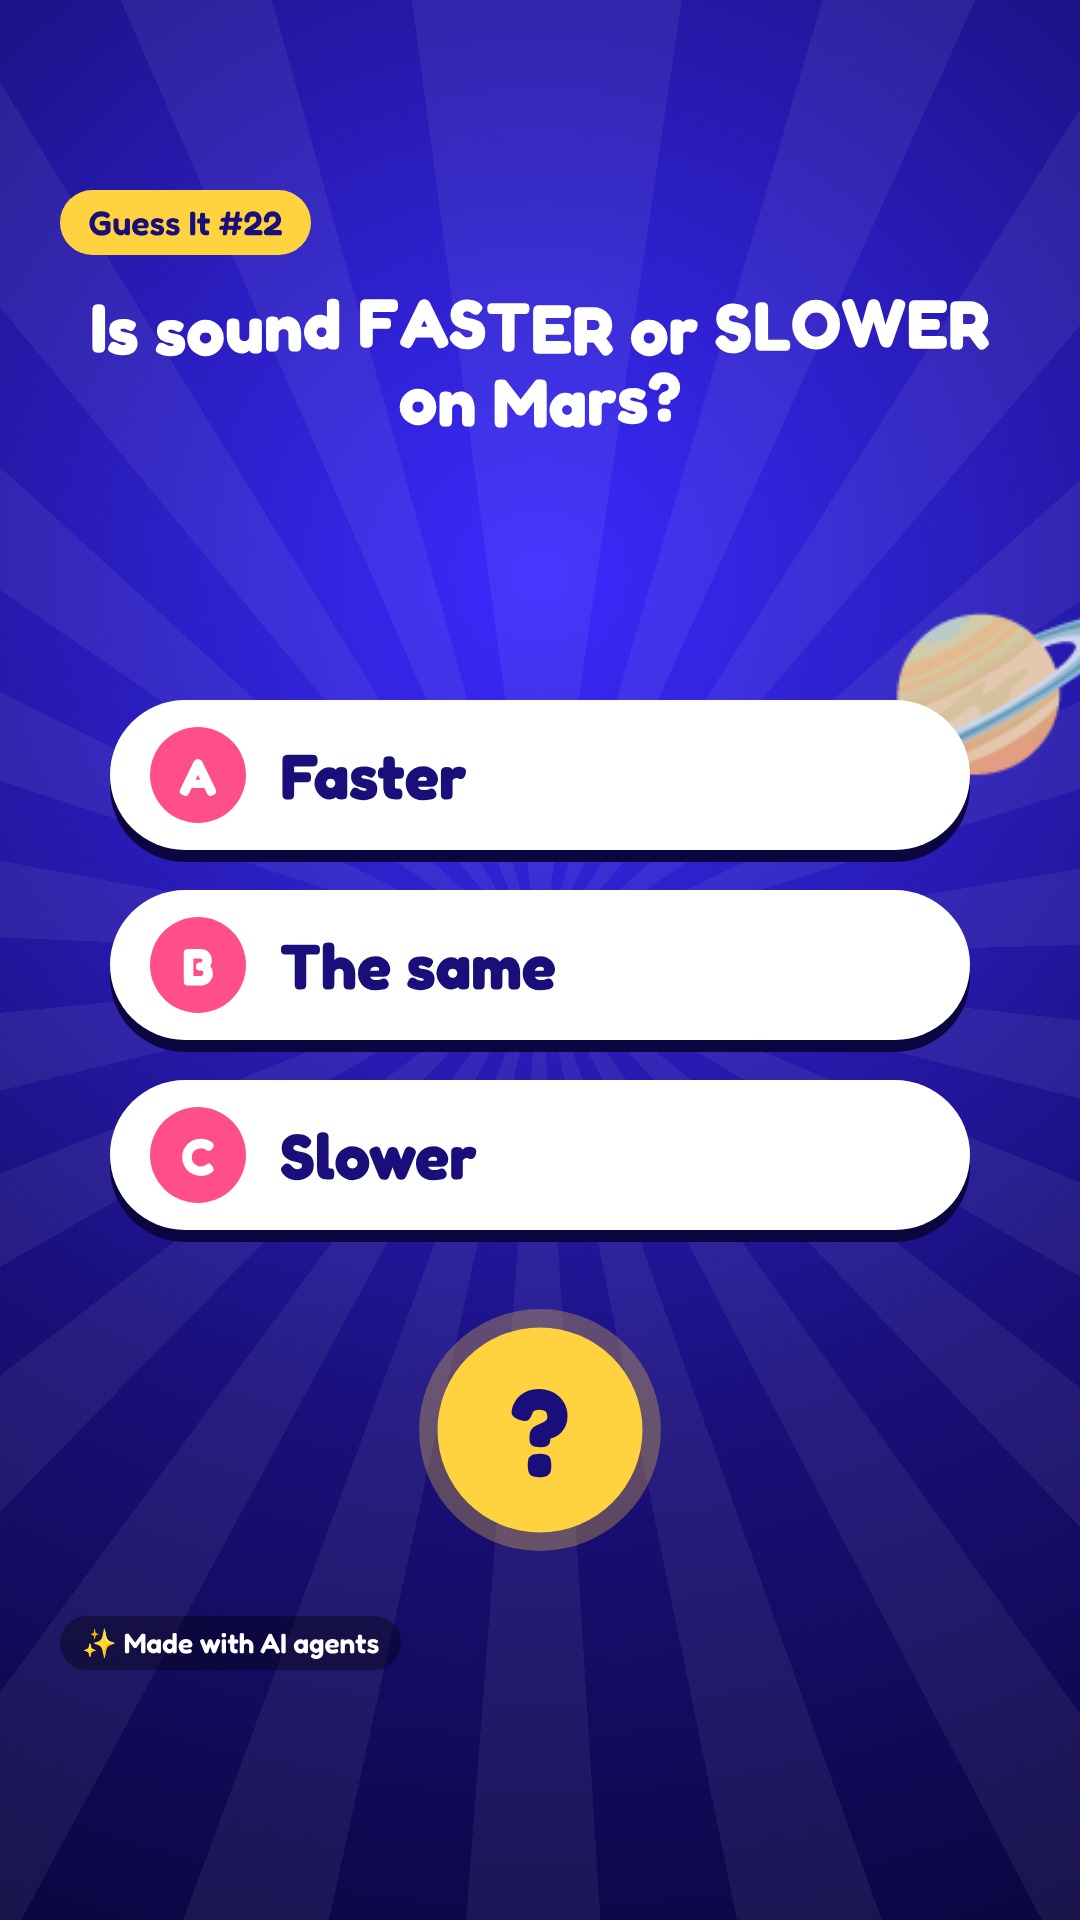 Guess It #22
Is sound FASTER or SLOWER
on Mars?
A Faster
B The same
C Slower
?
✨ Made with AI agents